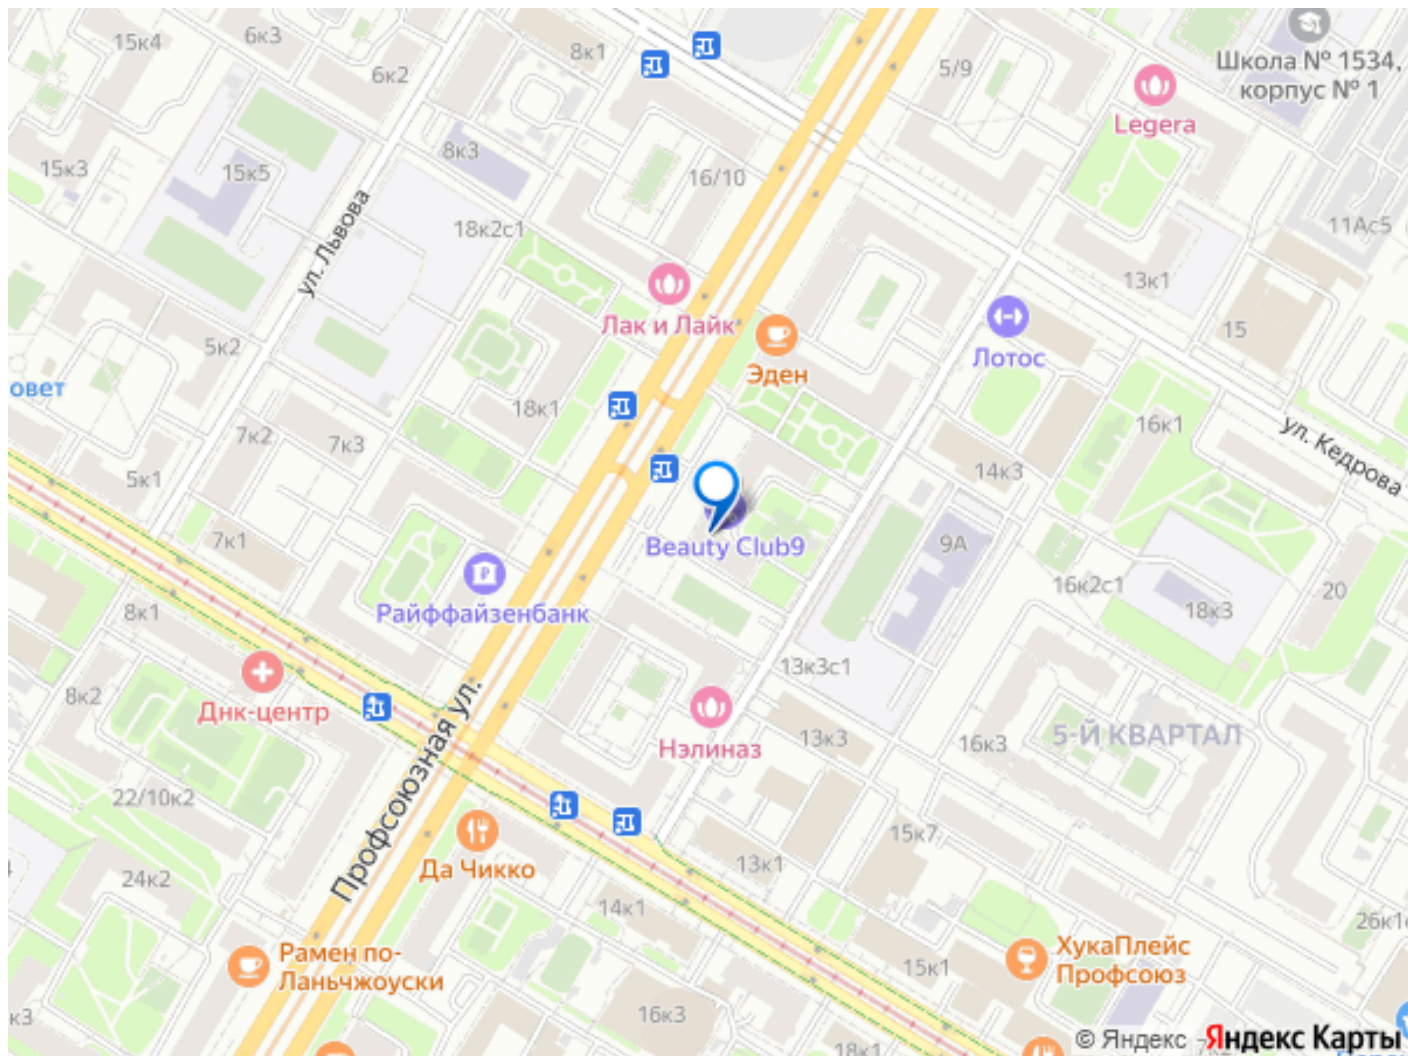 15к4
6к3
8к1
5/9
Школа № 1534,
корпус № 1
6к2
Legera
8к3
15к3
15к5
16/10
ул. Львова
18к2с1
11Ас5
13к1
Лак и Лайк
15
Эден
Лотос
5к2
овет
18к1
7к2
7к3
16к1
ул. Кедрова
14к3
5к1
7к1
Beauty Club9
9А
16к2с1
20
18к3
Райффайзенбанк
8к1
13к3с1
8к2
Днк-центр
Профсоюзная ул.
Нэлиназ
13к3
16к3
5-Й КВАРТАЛ
22/10к2
15к7
Да Чикко
13к1
24к2
14к1
26к1
Рамен по-
Ланьчжоуски
ХукаПлейс
Профсоюз
15к1
к3
16к3
18к1
© Яндекс
Яндекс Карты